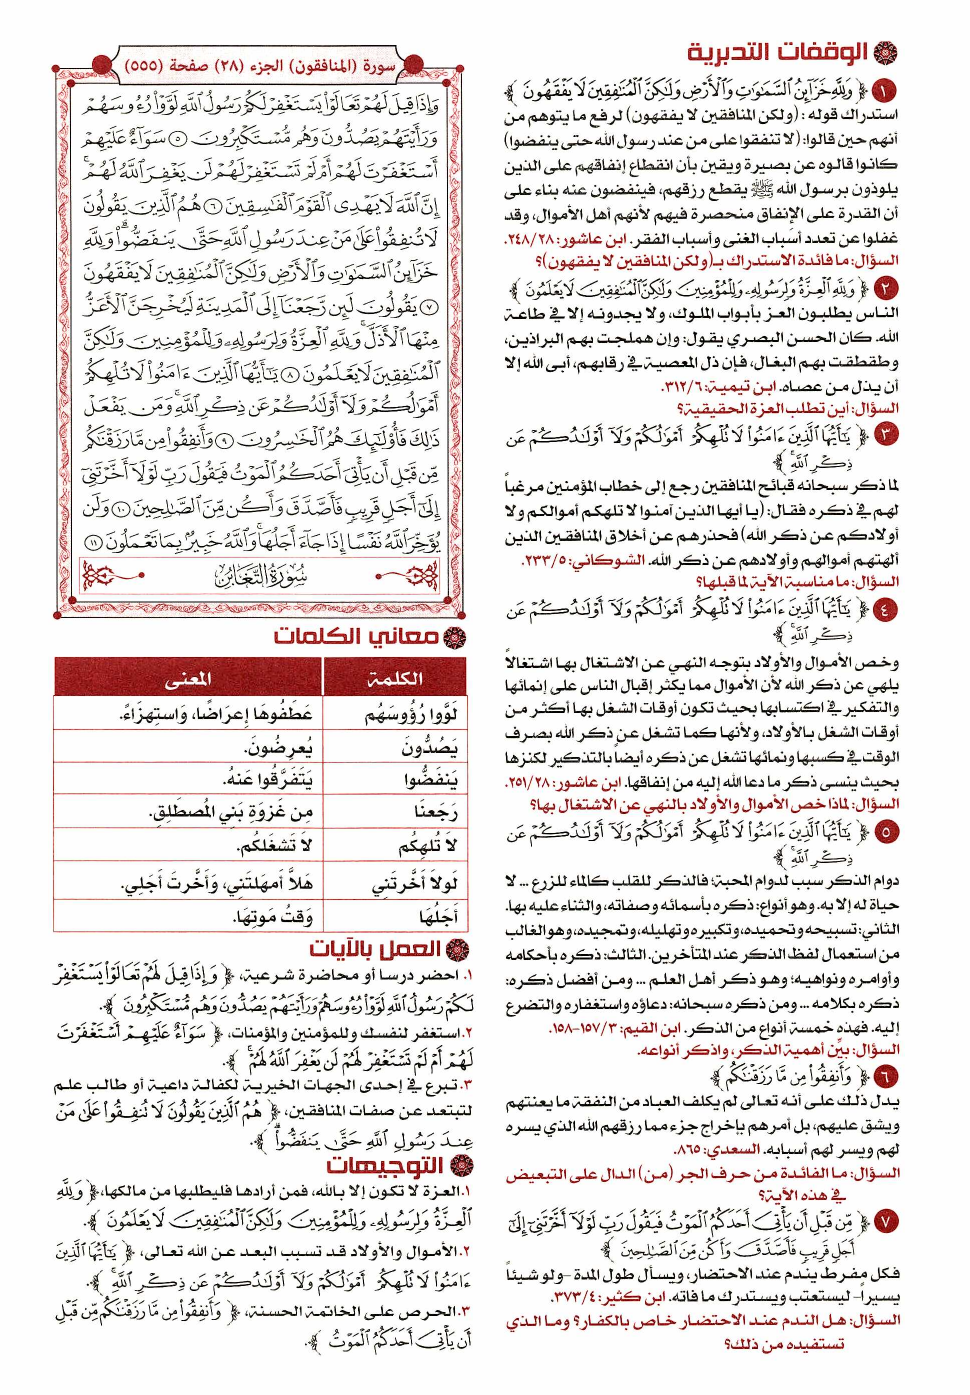 الوقفات التدبرية
١ ﴿ وَلِلَّهِ خَزَآئِنُ ٱلسَّمَٰوَٰتِ وَٱلْأَرْضِ وَلَٰكِنَّ ٱلْمُنَٰفِقِينَ لَا يَفْقَهُونَ ﴾
استدراك قوله : (ولكن المنافقين لا يفقهون) لرفع ما يتوهم من
أنهم حين قالوا: (لا تنفقوا على من عند رسول الله حتى ينفضوا)
كانوا قالوه عن بصيرة ويقين بأن انقطاع إنفاقهم على الذين
يلوذون برسول الله ﷺ يقطع رزقهم، فينفضون عنه بناء على
أن القدرة على الإنفاق منحصرة فيهم لأنهم أهل الأموال، وقد
غفلوا عن تعدد أسباب الغنى وأسباب الفقر. ابن عاشور: ٢٤٨/٢٨.
السؤال: ما فائدة الاستدراك بـ(ولكن المنافقين لا يفقهون)؟
٢ ﴿ وَلِلَّهِ ٱلْعِزَّةُ وَلِرَسُولِهِۦ وَلِلْمُؤْمِنِينَ وَلَٰكِنَّ ٱلْمُنَٰفِقِينَ لَا يَعْلَمُونَ ﴾
الناس يطلبون العز بأبواب الملوك، ولا يجدونه إلا في طاعة
الله. كان الحسن البصري يقول: وإن هملجت بهم البراذين،
وطقطقت بهم البغال، فإن ذل المعصية في رقابهم، أبى الله إلا
أن يذل من عصاه. ابن تيمية: ٣١٢/٦.
السؤال: أين تطلب العزة الحقيقية؟
٣ ﴿ يَٰٓأَيُّهَا ٱلَّذِينَ ءَامَنُوا۟ لَا تُلْهِكُمْ أَمْوَٰلُكُمْ وَلَآ أَوْلَٰدُكُمْ عَن
ذِكْرِ ٱللَّهِ ۚ ﴾
لما ذكر سبحانه قبائح المنافقين رجع إلى خطاب المؤمنين مرغباً
لهم في ذكره فقال: (يا أيها الذين آمنوا لا تلهكم أموالكم ولا
أولادكم عن ذكر الله) فحذرهم عن أخلاق المنافقين الذين
ألهتهم أموالهم وأولادهم عن ذكر الله. الشوكاني: ٢٣٣/٥.
السؤال: ما مناسبة الآية لما قبلها؟
٤ ﴿ يَٰٓأَيُّهَا ٱلَّذِينَ ءَامَنُوا۟ لَا تُلْهِكُمْ أَمْوَٰلُكُمْ وَلَآ أَوْلَٰدُكُمْ عَن
ذِكْرِ ٱللَّهِ ۚ ﴾
وخص الأموال والأولاد بتوجه النهي عن الاشتغال بها اشتغالاً
يلهي عن ذكر الله لأن الأموال مما يكثر إقبال الناس على إنمائها
والتفكير في اكتسابها بحيث تكون أوقات الشغل بها أكثر من
أوقات الشغل بالأولاد، ولأنها كما تشغل عن ذكر الله بصرف
الوقت في كسبها ونمائها تشغل عن ذكره أيضاً بالتذكير لكنزها
بحيث ينسى ذكر ما دعا الله إليه من إنفاقها. ابن عاشور: ٢٥١/٢٨.
السؤال: لماذا خص الأموال والأولاد بالنهي عن الاشتغال بها؟
٥ ﴿ يَٰٓأَيُّهَا ٱلَّذِينَ ءَامَنُوا۟ لَا تُلْهِكُمْ أَمْوَٰلُكُمْ وَلَآ أَوْلَٰدُكُمْ عَن
ذِكْرِ ٱللَّهِ ۚ ﴾
دوام الذكر سبب لدوام المحبة؛ فالذكر للقلب كالماء للزرع ... لا
حياة له إلا به. وهو أنواع: ذكره بأسمائه وصفاته، والثناء عليه بها.
الثاني: تسبيحه وتحميده، وتكبيره وتهليله، وتمجيده، وهو الغالب
من استعمال لفظ الذكر عند المتأخرين. الثالث: ذكره بأحكامه
وأوامره ونواهيه؛ وهو ذكر أهل العلم ... ومن أفضل ذكره:
ذكره بكلامه ... ومن ذكره سبحانه: دعاؤه واستغفاره والتضرع
إليه. فهذه خمسة أنواع من الذكر. ابن القيم: ١٥٧/٣-١٥٨.
السؤال: بيِّن أهمية الذكر، واذكر أنواعه.
٦ ﴿ وَأَنفِقُوا۟ مِن مَّا رَزَقْنَٰكُم ﴾
يدل ذلك على أنه تعالى لم يكلف العباد من النفقة ما يعنتهم
ويشق عليهم، بل أمرهم بإخراج جزء مما رزقهم الله الذي يسره
لهم ويسر لهم أسبابه. السعدي: ٨٦٥.
السؤال: ما الفائدة من حرف الجر (من) الدال على التبعيض
في هذه الآية؟
٧ ﴿ مِّن قَبْلِ أَن يَأْتِىَ أَحَدَكُمُ ٱلْمَوْتُ فَيَقُولَ رَبِّ لَوْلَآ أَخَّرْتَنِىٓ إِلَىٰٓ
أَجَلٍ قَرِيبٍ فَأَصَّدَّقَ وَأَكُن مِّنَ ٱلصَّٰلِحِينَ ﴾
فكل مفرط يندم عند الاحتضار، ويسأل طول المدة -ولو شيئاً
يسيراً- ليستعتب ويستدرك ما فاته. ابن كثير: ٣٧٣/٤.
السؤال: هل الندم عند الاحتضار خاص بالكفار؟ وما الذي
تستفيده من ذلك؟
سورة (المنافقون) الجزء (٢٨) صفحة (٥٥٥)
وَإِذَا قِيلَ لَهُمْ تَعَالَوْا۟ يَسْتَغْفِرْ لَكُمْ رَسُولُ ٱللَّهِ لَوَّوْا۟ رُءُوسَهُمْ
وَرَأَيْتَهُمْ يَصُدُّونَ وَهُم مُّسْتَكْبِرُونَ ٥ سَوَآءٌ عَلَيْهِمْ
أَسْتَغْفَرْتَ لَهُمْ أَمْ لَمْ تَسْتَغْفِرْ لَهُمْ لَن يَغْفِرَ ٱللَّهُ لَهُمْ ۚ
إِنَّ ٱللَّهَ لَا يَهْدِى ٱلْقَوْمَ ٱلْفَٰسِقِينَ ٦ هُمُ ٱلَّذِينَ يَقُولُونَ
لَا تُنفِقُوا۟ عَلَىٰ مَنْ عِندَ رَسُولِ ٱللَّهِ حَتَّىٰ يَنفَضُّوا۟ ۗ وَلِلَّهِ
خَزَآئِنُ ٱلسَّمَٰوَٰتِ وَٱلْأَرْضِ وَلَٰكِنَّ ٱلْمُنَٰفِقِينَ لَا يَفْقَهُونَ
٧ يَقُولُونَ لَئِن رَّجَعْنَآ إِلَى ٱلْمَدِينَةِ لَيُخْرِجَنَّ ٱلْأَعَزُّ
مِنْهَا ٱلْأَذَلَّ ۚ وَلِلَّهِ ٱلْعِزَّةُ وَلِرَسُولِهِۦ وَلِلْمُؤْمِنِينَ وَلَٰكِنَّ
ٱلْمُنَٰفِقِينَ لَا يَعْلَمُونَ ٨ يَٰٓأَيُّهَا ٱلَّذِينَ ءَامَنُوا۟ لَا تُلْهِكُمْ
أَمْوَٰلُكُمْ وَلَآ أَوْلَٰدُكُمْ عَن ذِكْرِ ٱللَّهِ ۚ وَمَن يَفْعَلْ
ذَٰلِكَ فَأُو۟لَٰٓئِكَ هُمُ ٱلْخَٰسِرُونَ ٩ وَأَنفِقُوا۟ مِن مَّا رَزَقْنَٰكُم
مِّن قَبْلِ أَن يَأْتِىَ أَحَدَكُمُ ٱلْمَوْتُ فَيَقُولَ رَبِّ لَوْلَآ أَخَّرْتَنِىٓ
إِلَىٰٓ أَجَلٍ قَرِيبٍ فَأَصَّدَّقَ وَأَكُن مِّنَ ٱلصَّٰلِحِينَ ١٠ وَلَن
يُؤَخِّرَ ٱللَّهُ نَفْسًا إِذَا جَآءَ أَجَلُهَا ۚ وَٱللَّهُ خَبِيرٌۢ بِمَا تَعْمَلُونَ ١١
سُورَةُ التَّغَابُنِ
معاني الكلمات
الكلمة المعنى
لَوَّوا رُؤُوسَهُم عَطَفُوهَا إِعرَاضًا، وَاستِهزَاءً.
يَصُدُّونَ يُعرِضُونَ.
يَنفَضُّوا يَتَفَرَّقُوا عَنهُ.
رَجَعنَا مِن غَزوَةِ بَنِي المُصطَلِقِ.
لاَ تُلهِكُم لاَ تَشغَلكُم.
لَولاَ أَخَّرتَنِي هَلاَّ أَمهَلتَنِي، وَأَخَّرتَ أَجَلِي.
أَجَلُهَا وَقتُ مَوتِهَا.
العمل بالآيات
١. احضر درسا أو محاضرة شرعية، ﴿ وَإِذَا قِيلَ لَهُمْ تَعَالَوْا۟ يَسْتَغْفِرْ
لَكُمْ رَسُولُ ٱللَّهِ لَوَّوْا۟ رُءُوسَهُمْ وَرَأَيْتَهُمْ يَصُدُّونَ وَهُم مُّسْتَكْبِرُونَ ﴾.
٢. استغفر لنفسك وللمؤمنين والمؤمنات، ﴿ سَوَآءٌ عَلَيْهِمْ أَسْتَغْفَرْتَ
لَهُمْ أَمْ لَمْ تَسْتَغْفِرْ لَهُمْ لَن يَغْفِرَ ٱللَّهُ لَهُمْ ۚ ﴾.
٣. تبرع في إحدى الجهات الخيرية لكفالة داعية أو طالب علم
لتبتعد عن صفات المنافقين، ﴿ هُمُ ٱلَّذِينَ يَقُولُونَ لَا تُنفِقُوا۟ عَلَىٰ مَنْ
عِندَ رَسُولِ ٱللَّهِ حَتَّىٰ يَنفَضُّوا۟ ۗ ﴾.
التوجيهات
١. العزة لا تكون إلا بالله، فمن أرادها فليطلبها من مالكها، ﴿ وَلِلَّهِ
ٱلْعِزَّةُ وَلِرَسُولِهِۦ وَلِلْمُؤْمِنِينَ وَلَٰكِنَّ ٱلْمُنَٰفِقِينَ لَا يَعْلَمُونَ ﴾.
٢. الأموال والأولاد قد تسبب البعد عن الله تعالى، ﴿ يَٰٓأَيُّهَا ٱلَّذِينَ
ءَامَنُوا۟ لَا تُلْهِكُمْ أَمْوَٰلُكُمْ وَلَآ أَوْلَٰدُكُمْ عَن ذِكْرِ ٱللَّهِ ۚ ﴾.
٣. الحرص على الخاتمة الحسنة، ﴿ وَأَنفِقُوا۟ مِن مَّا رَزَقْنَٰكُم مِّن قَبْلِ
أَن يَأْتِىَ أَحَدَكُمُ ٱلْمَوْتُ ﴾.